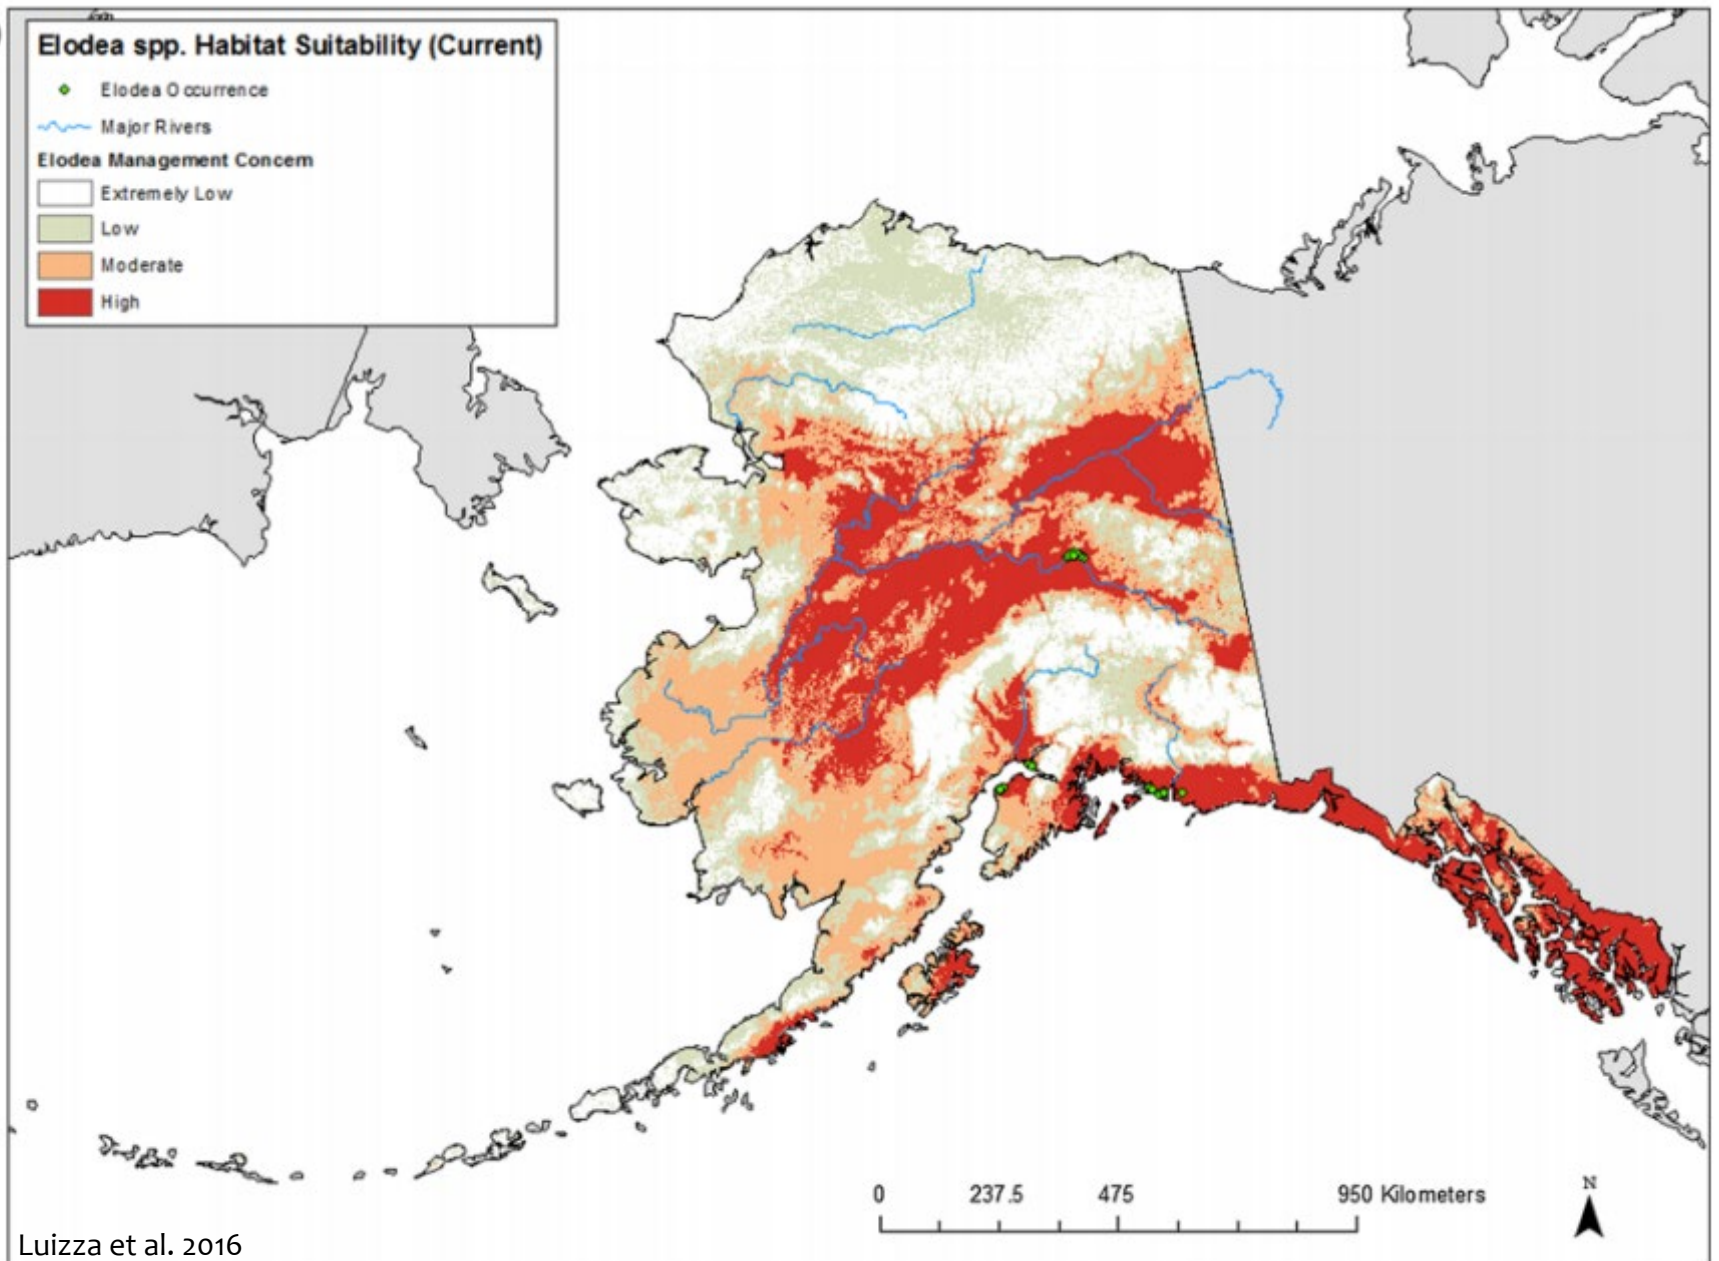 Elodea spp. Habitat Suitability (Current)
Elodea Occurrence
Major Rivers
Elodea Management Concern
Extremely Low
Low
Moderate
High
N
0 237.5 475 950 Kilometers
Luizza et al. 2016